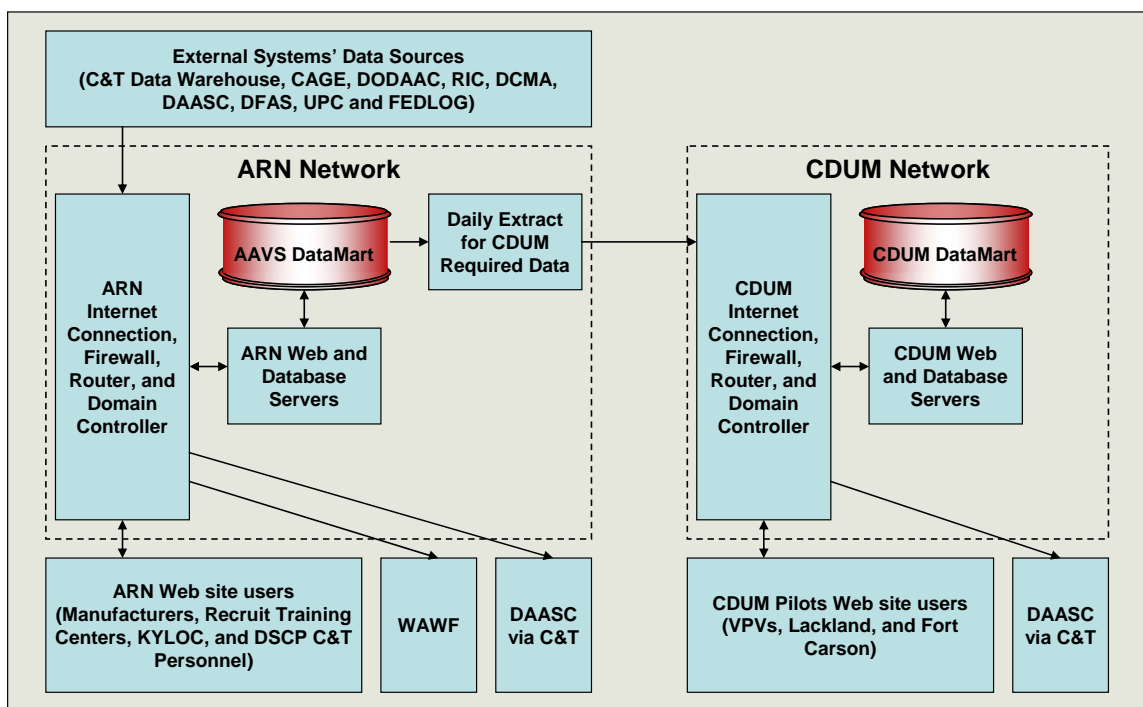 External Systems’ Data Sources
(C&T Data Warehouse, CAGE, DODAAC, RIC, DCMA,
DAASC, DFAS, UPC and FEDLOG)
ARN Network
ARN
Internet
Connection,
Firewall,
Router, and
Domain
Controller
AAVS DataMart
Daily Extract
for CDUM
Required Data
ARN Web and
Database
Servers
CDUM Network
CDUM
Internet
Connection,
Firewall,
Router, and
Domain
Controller
CDUM DataMart
CDUM Web
and Database
Servers
ARN Web site users
(Manufacturers, Recruit Training
Centers, KYLOC, and DSCP C&T
Personnel)
WAWF
DAASC
via C&T
CDUM Pilots Web site users
(VPVs, Lackland, and Fort
Carson)
DAASC
via C&T